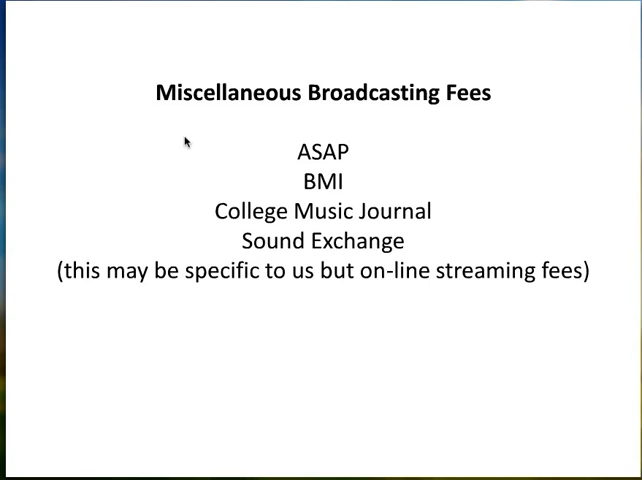 Miscellaneous Broadcasting Fees
ASAP
BMI
College Music Journal
Sound Exchange
(this may be specific to us but on-line streaming fees)